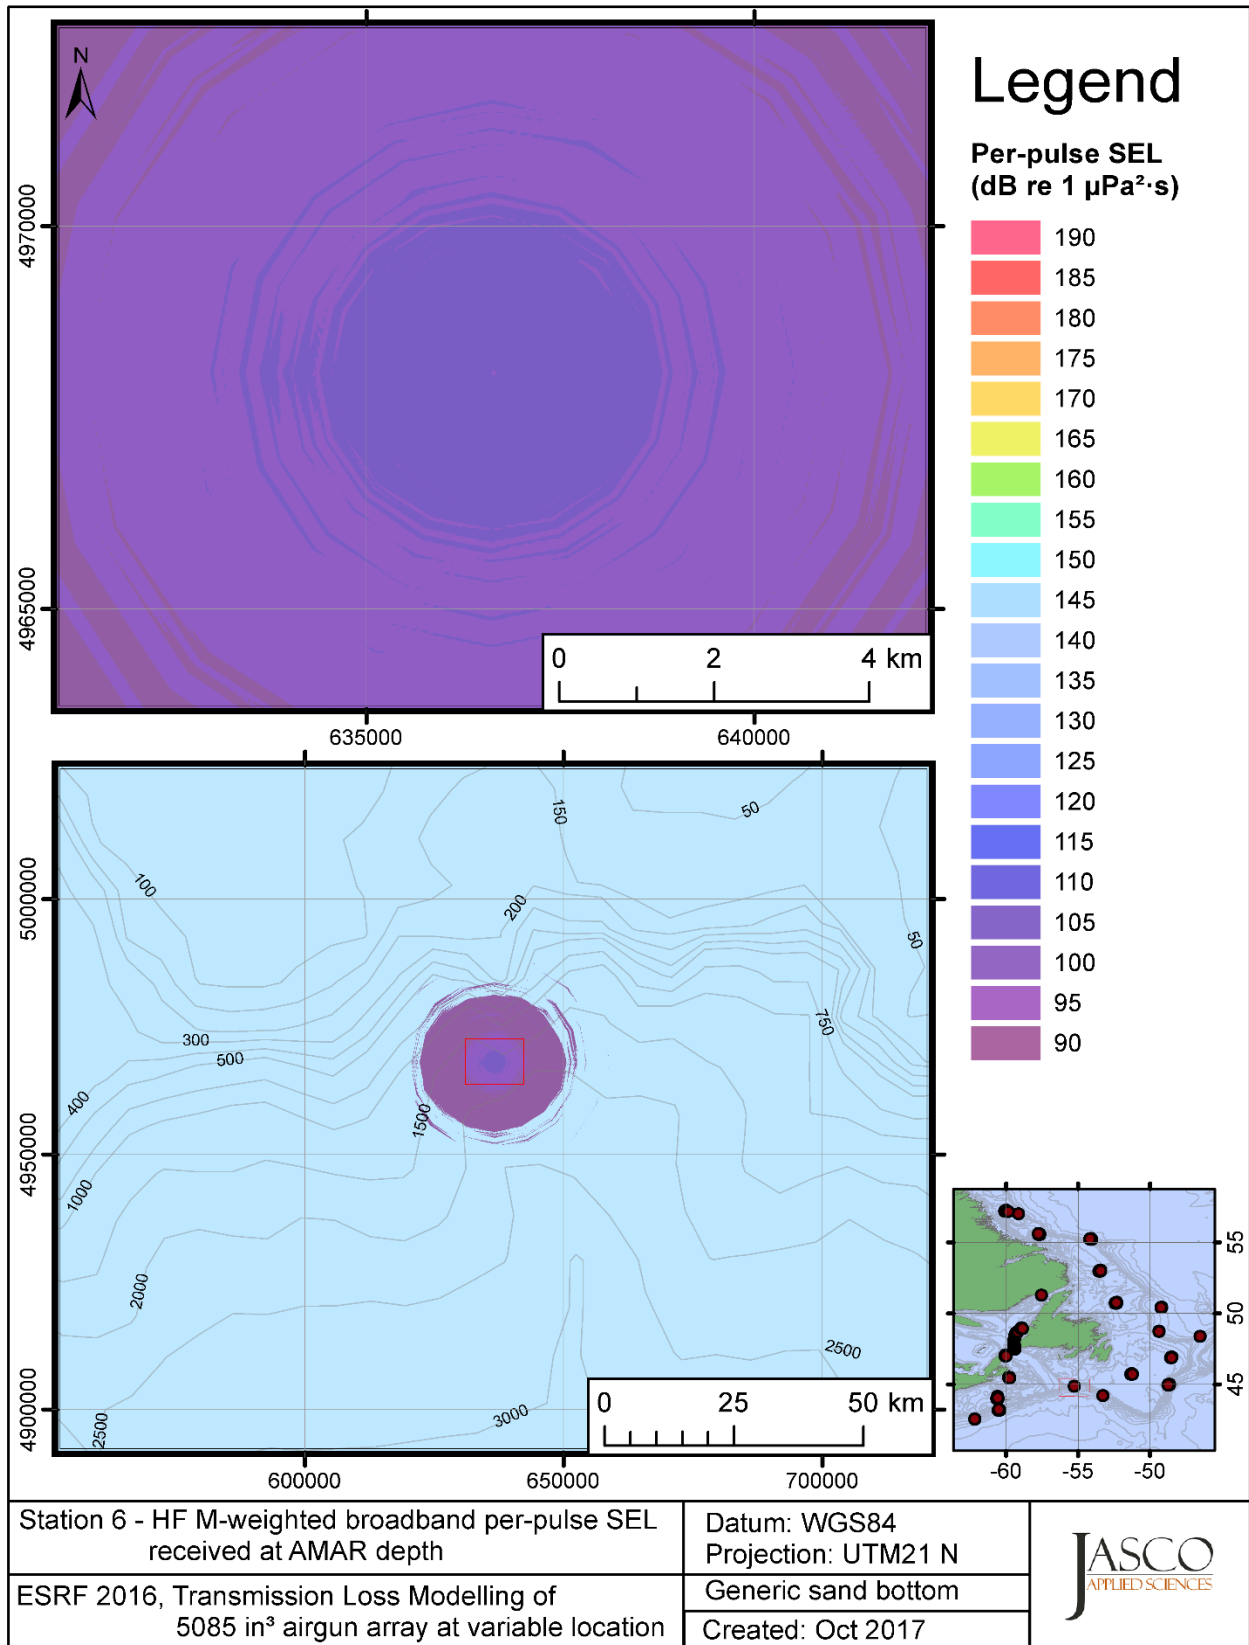 N
4970000
4965000
0 2 4 km
635000 640000
Legend
Per-pulse SEL
(dB re 1 µPa²·s)
190
185
180
175
170
165
160
155
150
145
140
135
130
125
120
115
110
105
100
95
90
5000000
4950000
4900000
100
150
50
200
50
300
500
750
400
1500
1000
2000
2500
2500
3000
0 25 50 km
600000 650000 700000
55
50
45
-60 -55 -50
Station 6 - HF M-weighted broadband per-pulse SEL
received at AMAR depth
ESRF 2016, Transmission Loss Modelling of
5085 in³ airgun array at variable location
Datum: WGS84
Projection: UTM21 N
Generic sand bottom
Created: Oct 2017
JASCO
APPLIED SCIENCES